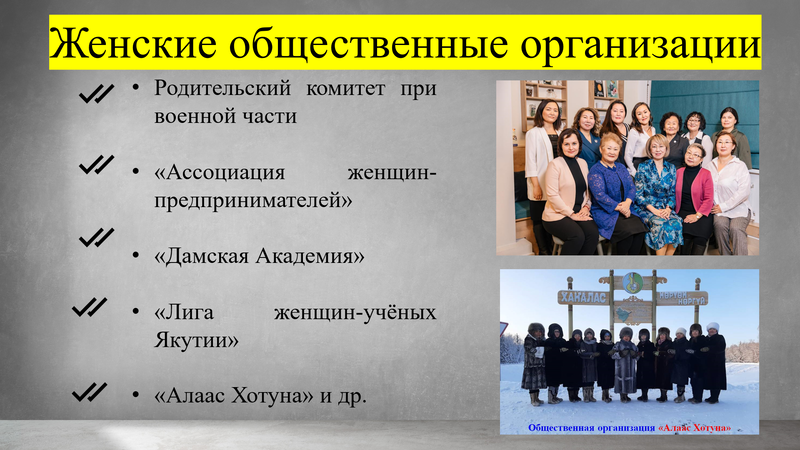 Женские общественные организации
• Родительский комитет при
военной части
• «Ассоциация женщин-
предпринимателей»
• «Дамская Академия»
• «Лига женщин-учёных
Якутии»
• «Алаас Хотуна» и др.
ХАҤАЛАС
Общественная организация «Алаас Хотуна»